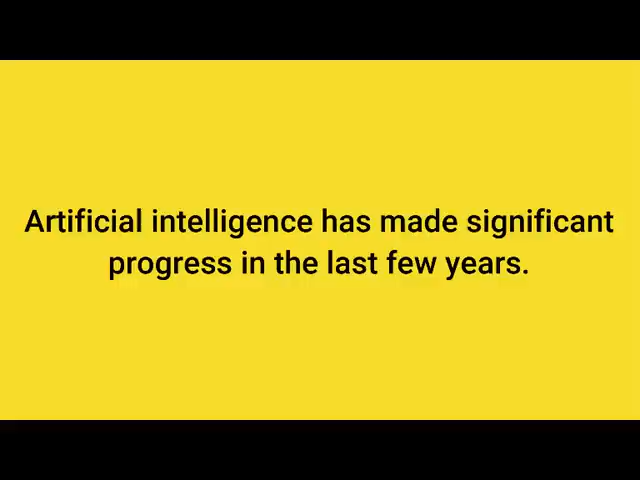 Artificial intelligence has made significant
progress in the last few years.